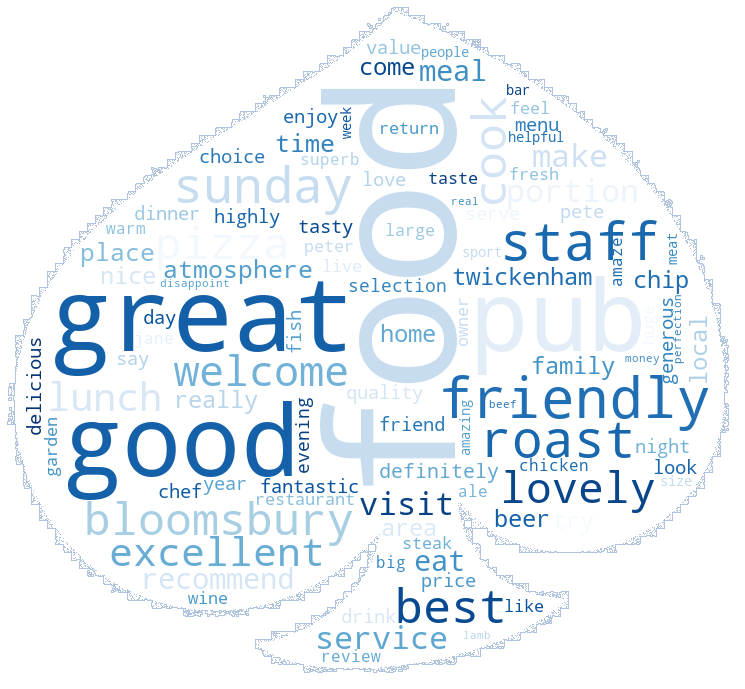 value people
come meal
bar
enjoy week food return cook feel
time menu
helpful
choice superb make
sunday love taste fresh portion
dinner highly real serve pete
warm tasty large staff
place pizza peter sport amaze meat
nice atmosphere live selection twickenham chip
disappoint
great home pub generous
day fish owner huge perfection
jane local
say welcome family money
delicious lunch really quality friendly
beef
good evening friend roast
amazing night
garden definitely chicken look
chef year fantastic ale lovely size
restaurant visit
bloomsbury beer try
area
excellent steak
recommend big eat
price
wine best like
drink
service lamb
review